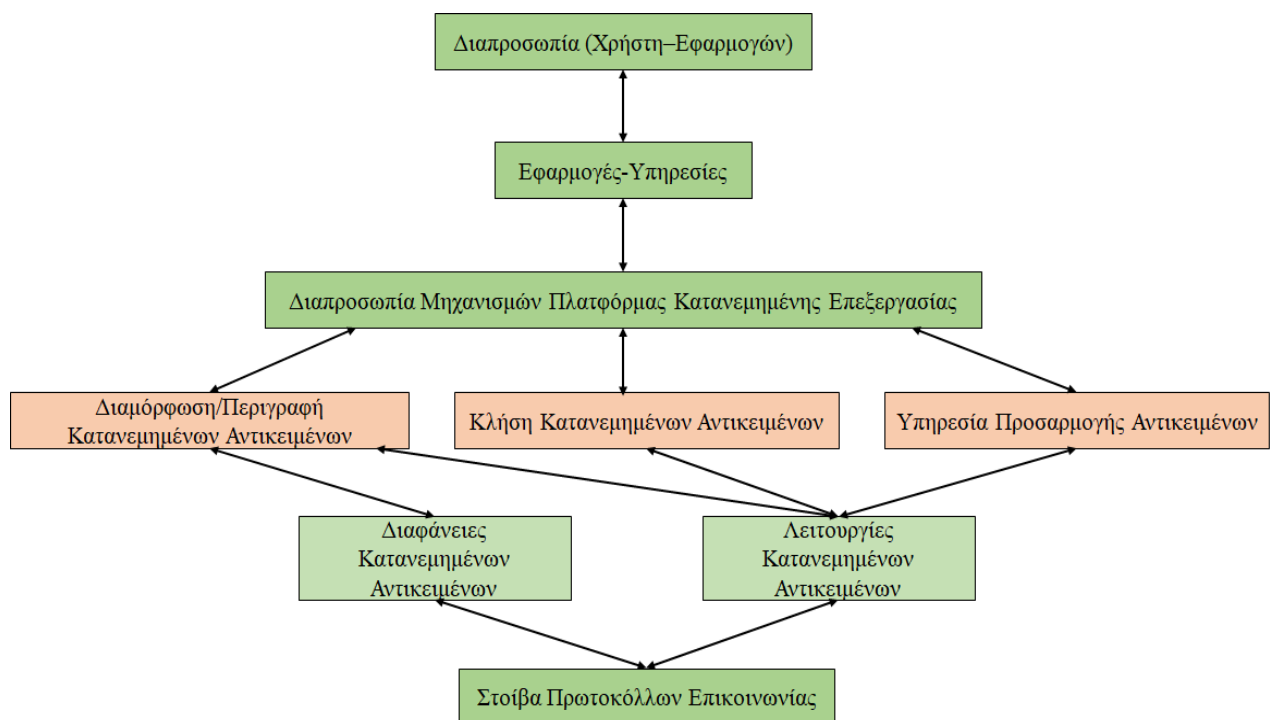 Διαπροσωπία (Χρήστη–Εφαρμογών)
Εφαρμογές-Υπηρεσίες
Διαπροσωπία Μηχανισμών Πλατφόρμας Κατανεμημένης Επεξεργασίας
Διαμόρφωση/Περιγραφή
Κατανεμημένων Αντικειμένων
Κλήση Κατανεμημένων Αντικειμένων
Υπηρεσία Προσαρμογής Αντικειμένων
Διαφάνειες
Κατανεμημένων
Αντικειμένων
Λειτουργίες
Κατανεμημένων
Αντικειμένων
Στοίβα Πρωτοκόλλων Επικοινωνίας